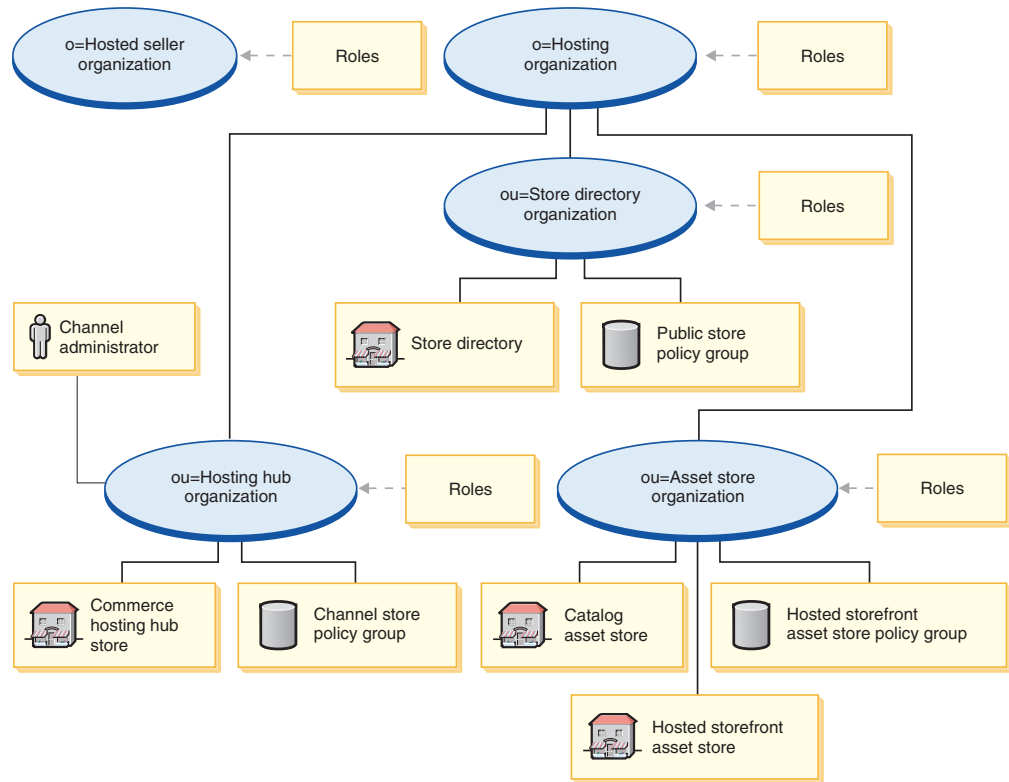 o=Hosted seller
organization
Roles
o=Hosting
organization
Roles
ou=Store directory
organization
Roles
Channel
administrator
Store directory
Public store
policy group
ou=Hosting hub
organization
Roles
ou=Asset store
organization
Roles
Commerce
hosting hub
store
Channel store
policy group
Catalog
asset store
Hosted storefront
asset store policy group
Hosted storefront
asset store